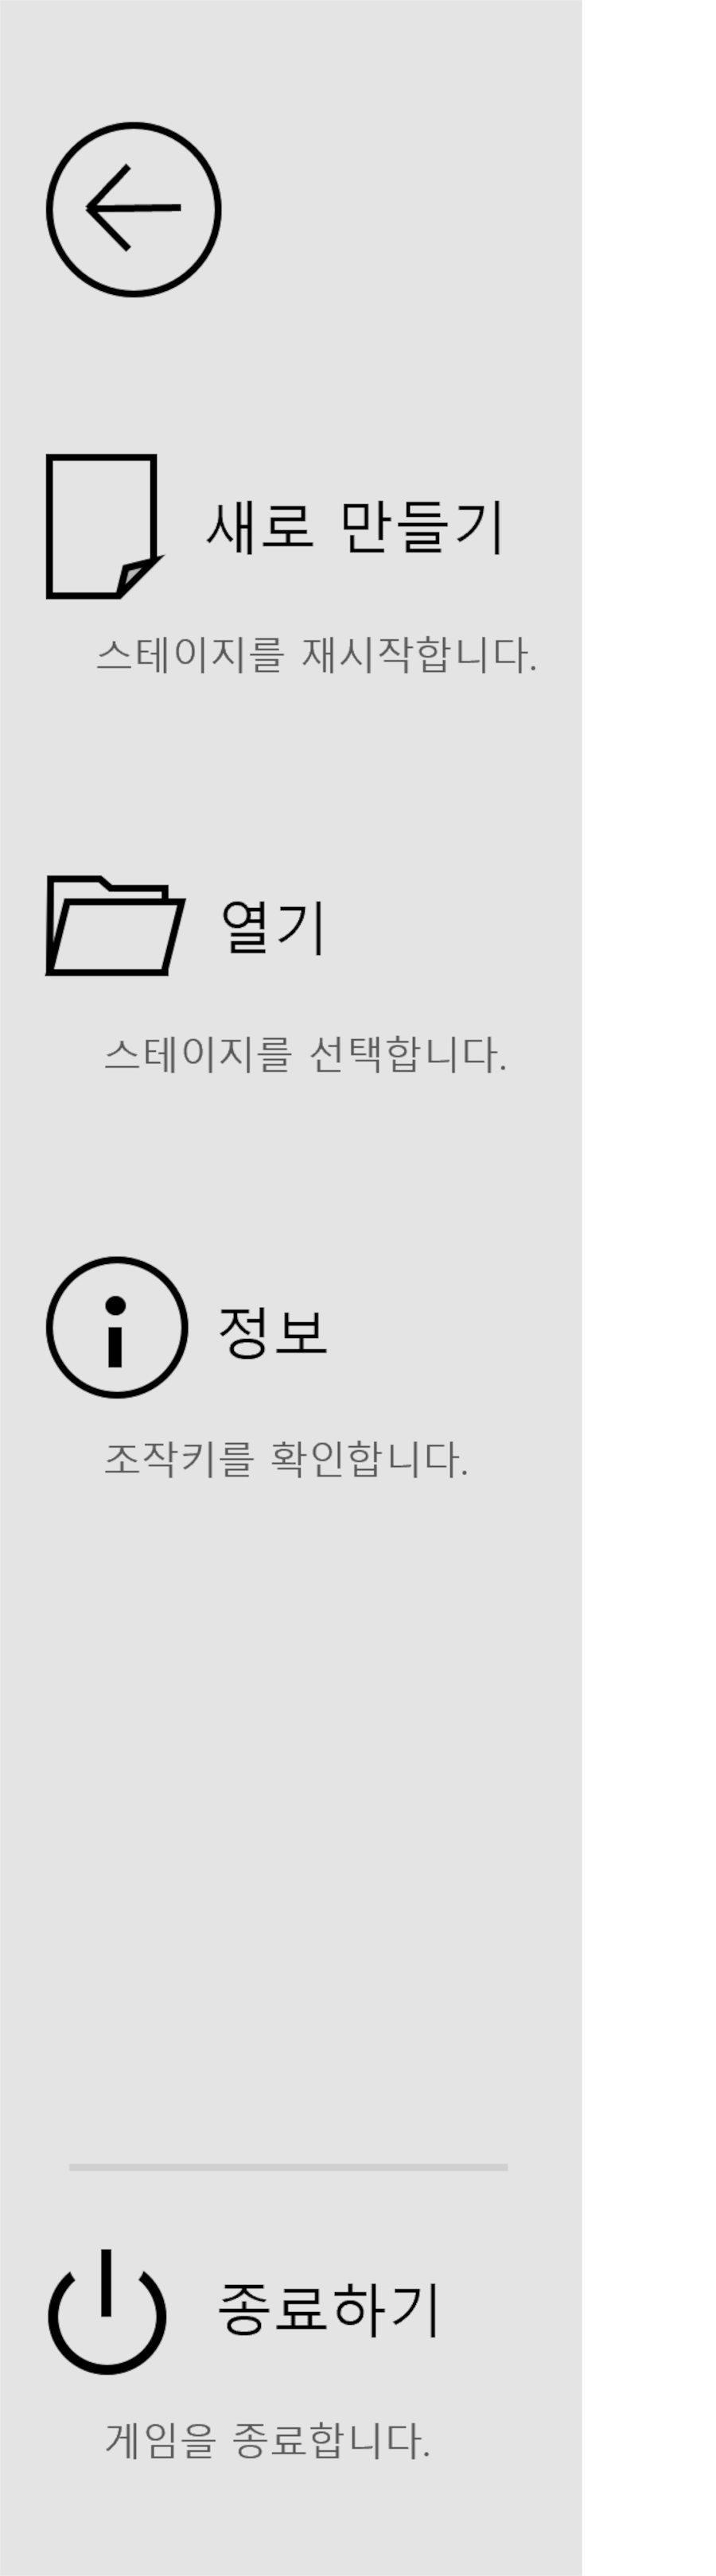 새로 만들기
스테이지를 재시작합니다.
열기
스테이지를 선택합니다.
정보
조작키를 확인합니다.
종료하기
게임을 종료합니다.